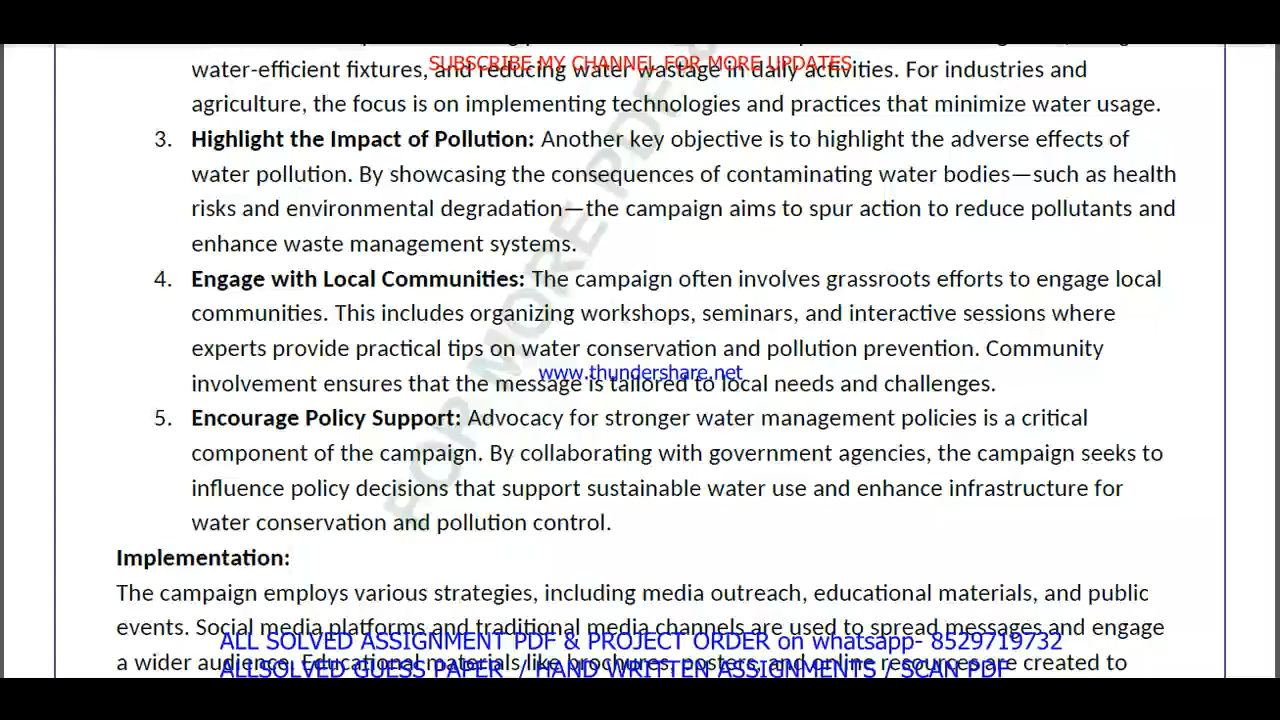 SUBSCRIBE MY CHANNEL FOR MORE UPDATES
water-efficient fixtures, and reducing water wastage in daily activities. For industries and
agriculture, the focus is on implementing technologies and practices that minimize water usage.
3. Highlight the Impact of Pollution: Another key objective is to highlight the adverse effects of
water pollution. By showcasing the consequences of contaminating water bodies—such as health
risks and environmental degradation—the campaign aims to spur action to reduce pollutants and
enhance waste management systems.
4. Engage with Local Communities: The campaign often involves grassroots efforts to engage local
communities. This includes organizing workshops, seminars, and interactive sessions where
experts provide practical tips on water conservation and pollution prevention. Community
www.thundershare.net
involvement ensures that the message is tailored to local needs and challenges.
5. Encourage Policy Support: Advocacy for stronger water management policies is a critical
component of the campaign. By collaborating with government agencies, the campaign seeks to
influence policy decisions that support sustainable water use and enhance infrastructure for
water conservation and pollution control.
FOR MORE PDF
Implementation:
The campaign employs various strategies, including media outreach, educational materials, and public
events. Social media platforms and traditional media channels are used to spread messages and engage
ALL SOLVED ASSIGNMENT PDF & PROJECT ORDER on whatsapp- 8529719732
a wider audience. Educational materials like brochures, posters, and online resources are created to
ALLSOLVED GUESS PAPER / HAND WRITTEN ASSIGNMENTS / SCAN PDF